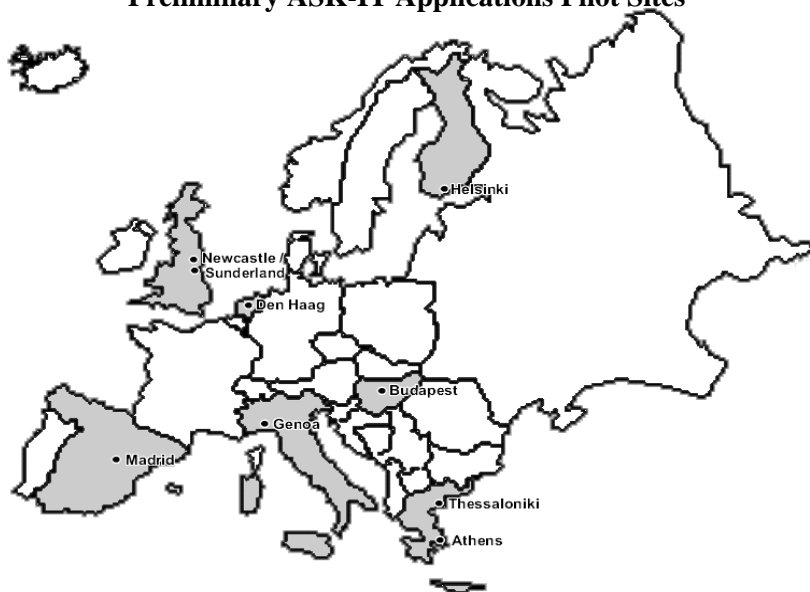 Preliminary ASK-IT Applications Pilot Sites
Helsinki
Newcastle /
Sunderland
Den Haag
Budapest
Genoa
Madrid
Thessaloniki
Athens